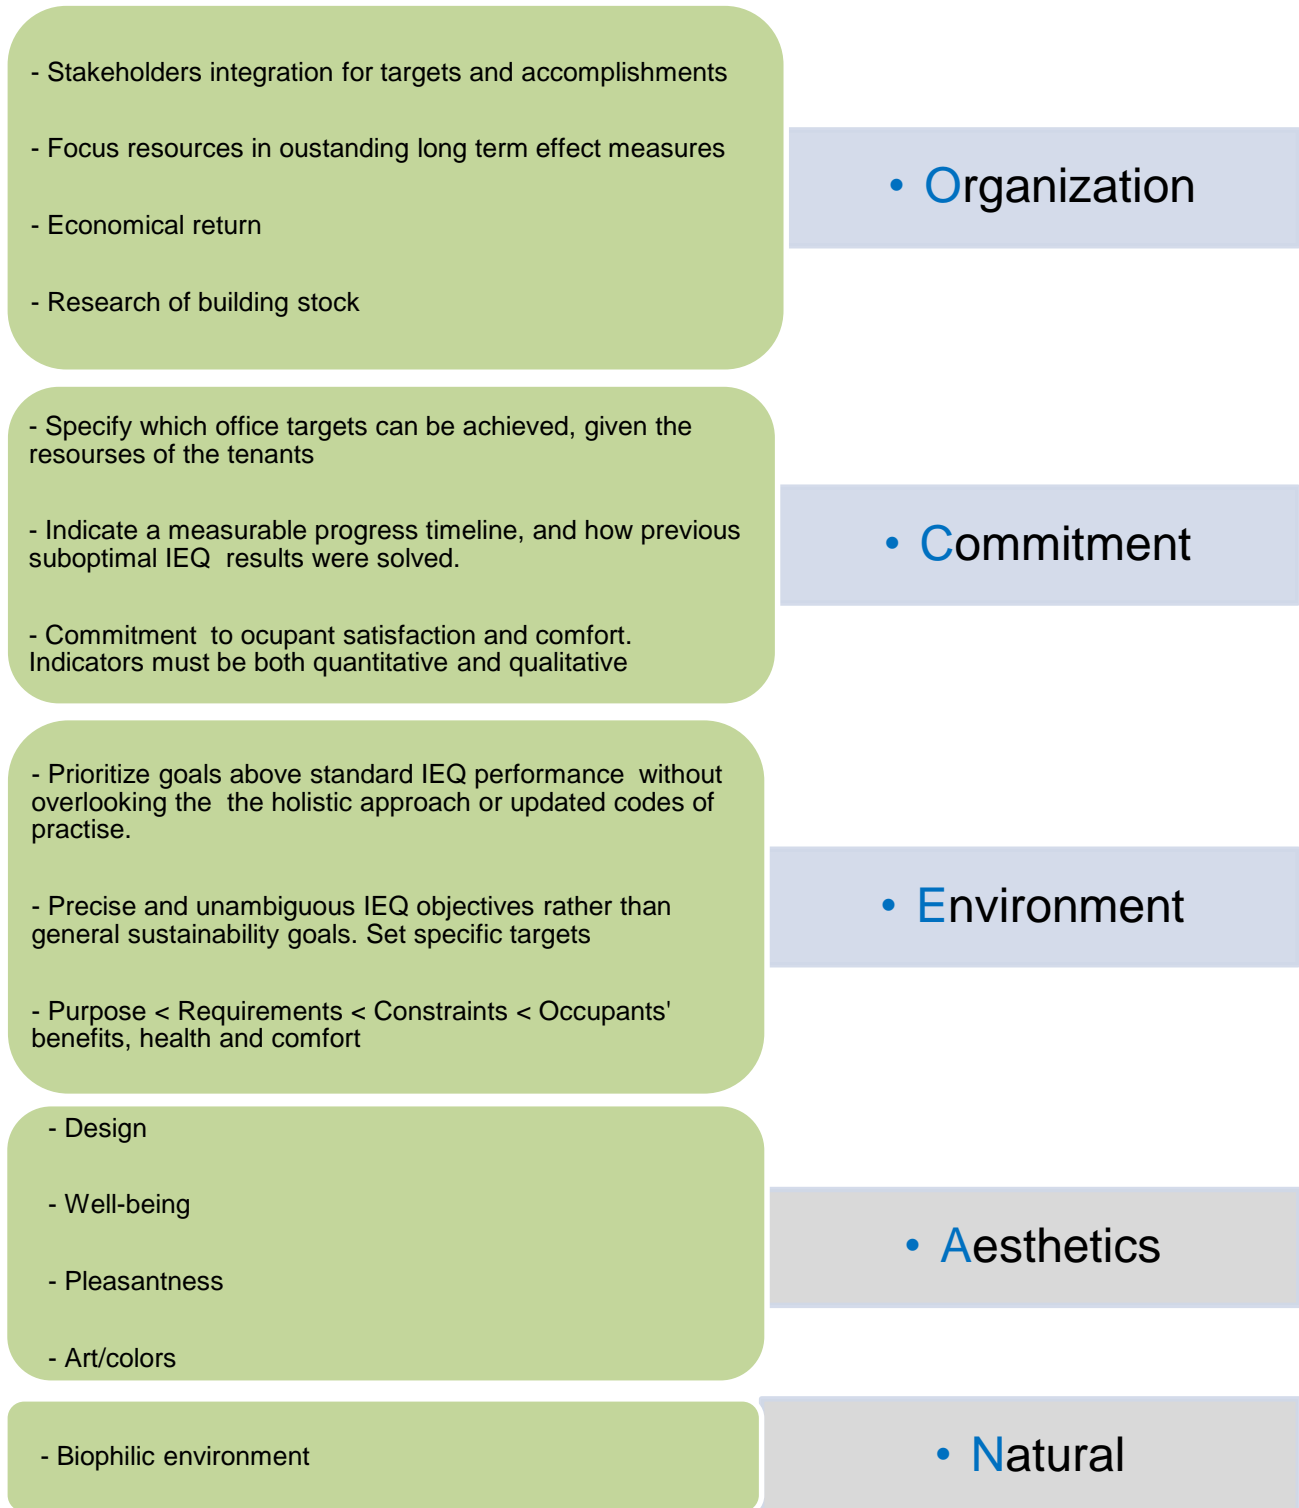 - Stakeholders integration for targets and accomplishments
- Focus resources in oustanding long term effect measures
- Economical return
- Research of building stock
• Organization
- Specify which office targets can be achieved, given the
resourses of the tenants
- Indicate a measurable progress timeline, and how previous
suboptimal IEQ  results were solved.
- Commitment  to ocupant satisfaction and comfort.
Indicators must be both quantitative and qualitative
• Commitment
- Prioritize goals above standard IEQ performance  without
overlooking the  the holistic approach or updated codes of
practise.
- Precise and unambiguous IEQ objectives rather than
general sustainability goals. Set specific targets
- Purpose < Requirements < Constraints < Occupants'
benefits, health and comfort
• Environment
- Design
- Well-being
- Pleasantness
- Art/colors
• Aesthetics
- Biophilic environment
• Natural